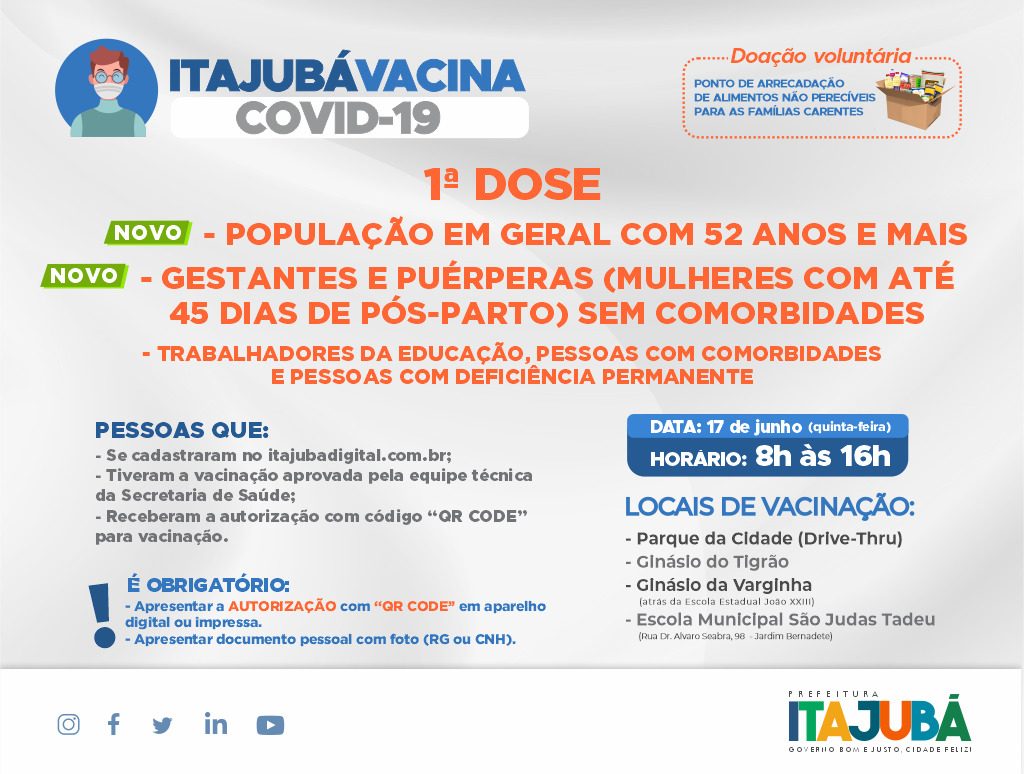 ITAJUBÁVACINA
COVID-19
Doação voluntária
PONTO DE ARRECADAÇÃO
DE ALIMENTOS NÃO PERECÍVEIS
PARA AS FAMÍLIAS CARENTES
1ª DOSE
NOVO - POPULAÇÃO EM GERAL COM 52 ANOS E MAIS
NOVO - GESTANTES E PUÉRPERAS (MULHERES COM ATÉ
45 DIAS DE PÓS-PARTO) SEM COMORBIDADES
- TRABALHADORES DA EDUCAÇÃO, PESSOAS COM COMORBIDADES
E PESSOAS COM DEFICIÊNCIA PERMANENTE
PESSOAS QUE:
- Se cadastraram no itajubadigital.com.br;
- Tiveram a vacinação aprovada pela equipe técnica
da Secretaria de Saúde;
- Receberam a autorização com código “QR CODE”
para vacinação.
! É OBRIGATÓRIO:
- Apresentar a AUTORIZAÇÃO com “QR CODE” em aparelho
digital ou impressa.
- Apresentar documento pessoal com foto (RG ou CNH).
DATA: 17 de junho (quinta-feira)
HORÁRIO: 8h às 16h
LOCAIS DE VACINAÇÃO:
- Parque da Cidade (Drive-Thru)
- Ginásio do Tigrão
- Ginásio da Varginha
(atrás da Escola Estadual João XXIII)
- Escola Municipal São Judas Tadeu
(Rua Dr. Alvaro Seabra, 98 - Jardim Bernadete)
PREFEITURA
ITAJUBÁ
GOVERNO BOM E JUSTO, CIDADE FELIZ!